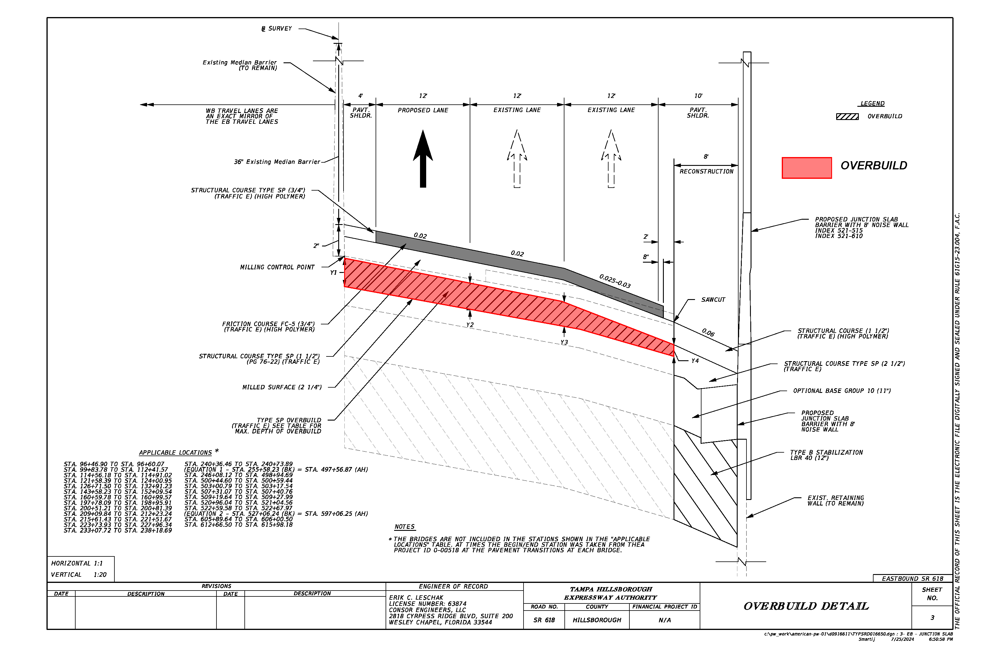 BL SURVEY
Existing Median Barrier
(TO REMAIN)
4'
12'
12'
12'
10'
WB TRAVEL LANES ARE
AN EXACT MIRROR OF
THE EB TRAVEL LANES
PAVT.
SHLDR.
PROPOSED LANE
EXISTING LANE
EXISTING LANE
PAVT.
SHLDR.
LEGEND
OVERBUILD
OVERBUILD
36" Existing Median Barrier
8'
RECONSTRUCTION
STRUCTURAL COURSE TYPE SP (3/4")
(TRAFFIC E) (HIGH POLYMER)
PROPOSED JUNCTION SLAB
BARRIER WITH 8' NOISE WALL
INDEX 521-515
INDEX 521-610
0.02
0.02
0.025-0.03
2'
8"
2"
MILLING CONTROL POINT
Y1
SAWCUT
FRICTION COURSE FC-5 (3/4")
(TRAFFIC E) (HIGH POLYMER)
Y2
Y3
0.06
STRUCTURAL COURSE (1 1/2")
(TRAFFIC E) (HIGH POLYMER)
STRUCTURAL COURSE TYPE SP (1 1/2")
(PG 76-22) (TRAFFIC E)
Y4
STRUCTURAL COURSE TYPE SP (2 1/2")
(TRAFFIC E)
MILLED SURFACE (2 1/4")
OPTIONAL BASE GROUP 10 (11")
TYPE SP OVERBUILD
(TRAFFIC E) SEE TABLE FOR
MAX. DEPTH OF OVERBUILD
PROPOSED
JUNCTION SLAB
BARRIER WITH 8'
NOISE WALL
TYPE B STABILIZATION
LBR 40 (12")
EXIST. RETAINING
WALL (TO REMAIN)
APPLICABLE LOCATIONS *
STA. 96+46.90 TO STA. 96+60.07
STA. 99+83.78 TO STA. 112+41.57
STA. 114+56.18 TO STA. 114+91.02
STA. 121+58.39 TO STA. 124+00.95
STA. 126+71.50 TO STA. 132+91.23
STA. 143+58.23 TO STA. 152+09.54
STA. 160+59.78 TO STA. 160+99.57
STA. 197+78.09 TO STA. 198+95.91
STA. 200+51.21 TO STA. 200+81.39
STA. 209+09.84 TO STA. 212+23.24
STA. 215+61.43 TO STA. 221+51.67
STA. 223+73.93 TO STA. 227+96.34
STA. 233+07.72 TO STA. 238+18.69
STA. 240+36.46 TO STA. 240+73.89
(EQUATION 1 - STA. 255+58.23 (BK) = STA. 497+56.87 (AH)
STA. 246+08.12 TO STA. 498+94.69
STA. 500+44.60 TO STA. 500+59.44
STA. 503+00.79 TO STA. 503+17.54
STA. 507+31.07 TO STA. 507+40.76
STA. 509+19.64 TO STA. 509+27.99
STA. 520+96.04 TO STA. 521+04.56
STA. 522+59.58 TO STA. 522+67.97
(EQUATION 2 - STA. 527+06.24 (BK) = STA. 597+06.25 (AH)
STA. 605+89.64 TO STA. 606+00.50
STA. 612+66.50 TO STA. 615+98.18
NOTES
* THE BRIDGES ARE NOT INCLUDED IN THE STATIONS SHOWN IN THE "APPLICABLE
LOCATIONS" TABLE. AT TIMES THE BEGIN/END STATION WAS TAKEN FROM THEA
PROJECT ID O-00518 AT THE PAVEMENT TRANSITIONS AT EACH BRIDGE.
HORIZONTAL 1:1
VERTICAL 1:20
EASTBOUND SR 618
REVISIONS
DATE DESCRIPTION DATE DESCRIPTION
ENGINEER OF RECORD
ERIK C. LESCHAK
LICENSE NUMBER: 63874
CONSOR ENGINEERS, LLC
2818 CYRPESS RIDGE BLVD, SUITE 200
WESLEY CHAPEL, FLORIDA 33544
TAMPA HILLSBOROUGH
EXPRESSWAY AUTHORITY
ROAD NO. COUNTY FINANCIAL PROJECT ID
SR 618 HILLSBOROUGH N/A
OVERBUILD DETAIL
SHEET
NO.
3
THE OFFICIAL RECORD OF THIS SHEET IS THE ELECTRONIC FILE DIGITALLY SIGNED AND SEALED UNDER RULE 61G15-23.004, F.A.C.
c:\pw_work\american-pw-01\d0916611\TYPSRD016650.dgn : 3- EB - JUNCTION SLAB
5martij 7/25/2024 6:50:58 PM